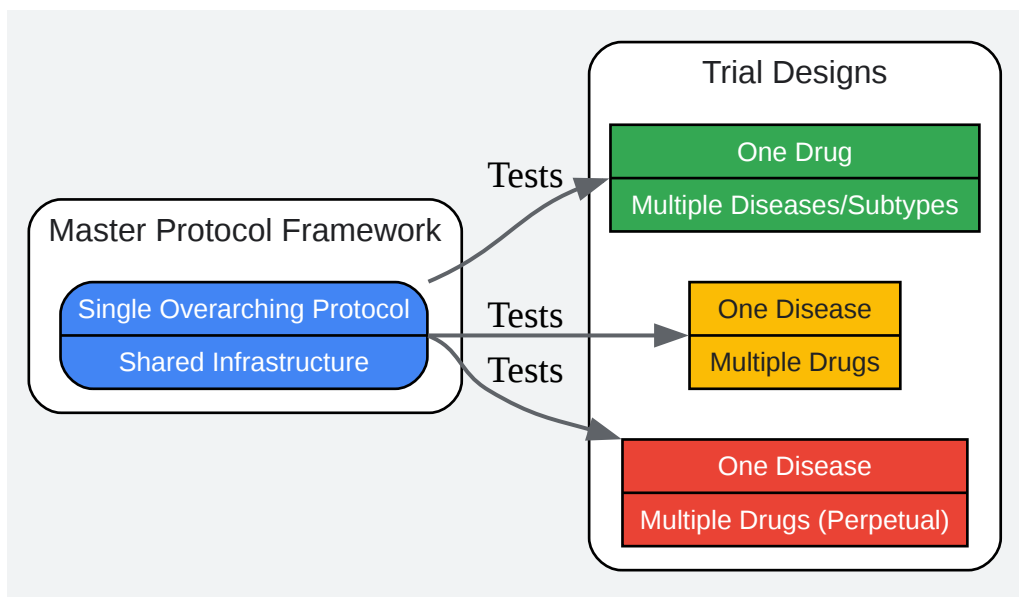 Master Protocol Framework
Single Overarching Protocol
Shared Infrastructure
Tests
Tests
Tests
Trial Designs
One Drug
Multiple Diseases/Subtypes
One Disease
Multiple Drugs
One Disease
Multiple Drugs (Perpetual)